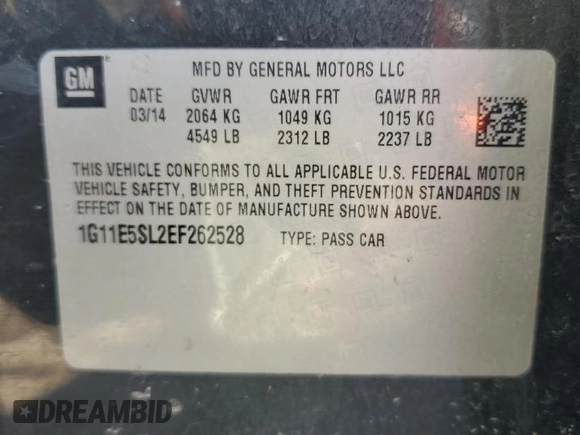 GM
MFD BY GENERAL MOTORS LLC
DATE GVWR GAWR FRT GAWR RR
03/14 2064 KG 1049 KG 1015 KG
4549 LB 2312 LB 2237 LB
THIS VEHICLE CONFORMS TO ALL APPLICABLE U.S. FEDERAL MOTOR
VEHICLE SAFETY, BUMPER, AND THEFT PREVENTION STANDARDS IN
EFFECT ON THE DATE OF MANUFACTURE SHOWN ABOVE.
1G11E5SL2EF262528 TYPE: PASS CAR
DREAMBID